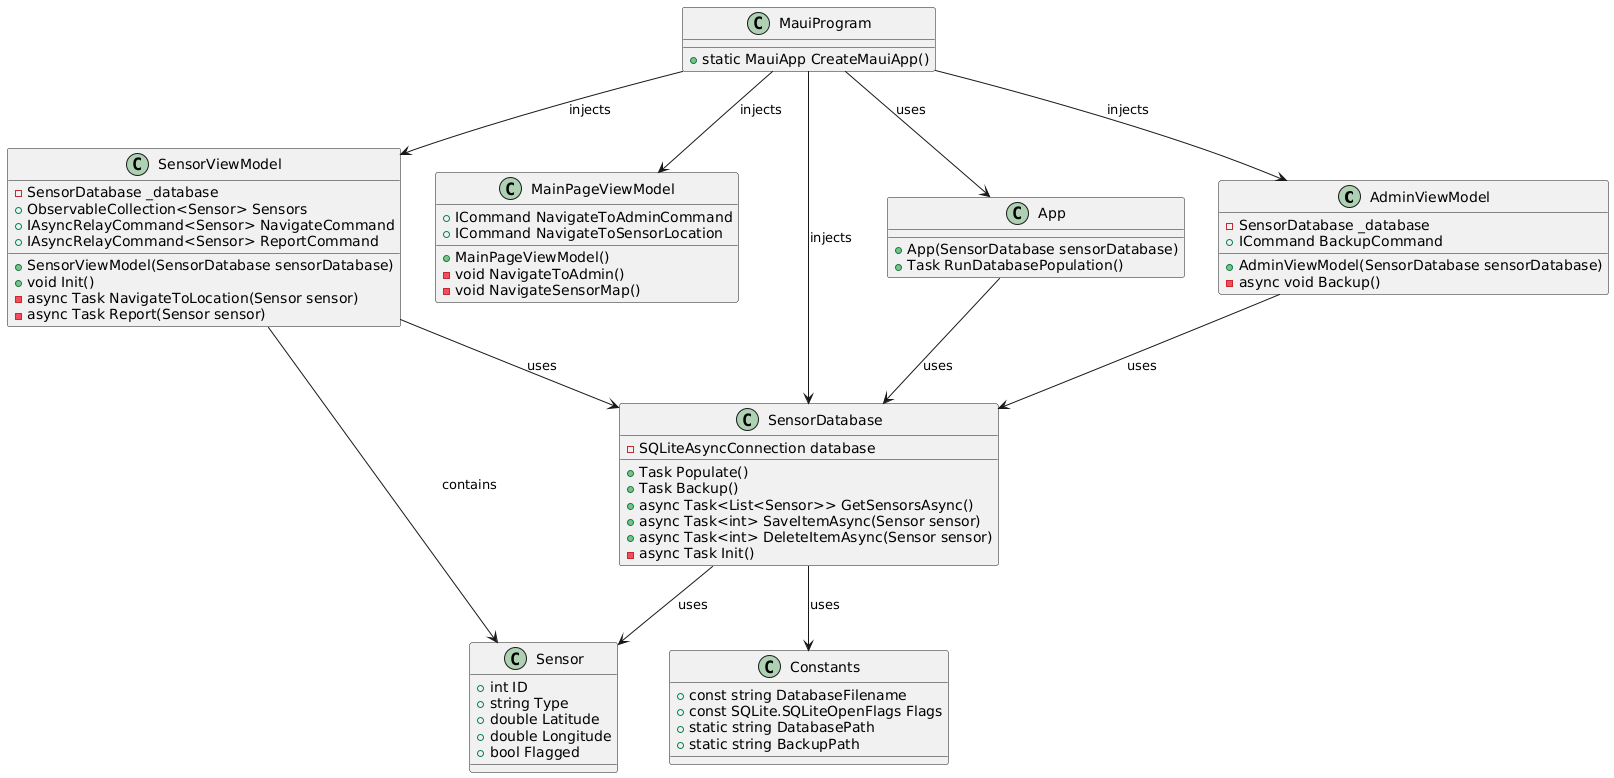 C MauiProgram
static MauiApp CreateMauiApp()
injects
injects
injects
uses
injects
C SensorViewModel
SensorDatabase _database
ObservableCollection<Sensor> Sensors
IAsyncRelayCommand<Sensor> NavigateCommand
IAsyncRelayCommand<Sensor> ReportCommand
SensorViewModel(SensorDatabase sensorDatabase)
void Init()
async Task NavigateToLocation(Sensor sensor)
async Task Report(Sensor sensor)
C MainPageViewModel
ICommand NavigateToAdminCommand
ICommand NavigateToSensorLocation
MainPageViewModel()
void NavigateToAdmin()
void NavigateSensorMap()
C App
App(SensorDatabase sensorDatabase)
Task RunDatabasePopulation()
C AdminViewModel
SensorDatabase _database
ICommand BackupCommand
AdminViewModel(SensorDatabase sensorDatabase)
async void Backup()
uses
uses
uses
contains
C SensorDatabase
SQLiteAsyncConnection database
Task Populate()
Task Backup()
async Task<List<Sensor>> GetSensorsAsync()
async Task<int> SaveItemAsync(Sensor sensor)
async Task<int> DeleteItemAsync(Sensor sensor)
async Task Init()
uses
uses
C Sensor
int ID
string Type
double Latitude
double Longitude
bool Flagged
C Constants
const string DatabaseFilename
const SQLite.SQLiteOpenFlags Flags
static string DatabasePath
static string BackupPath